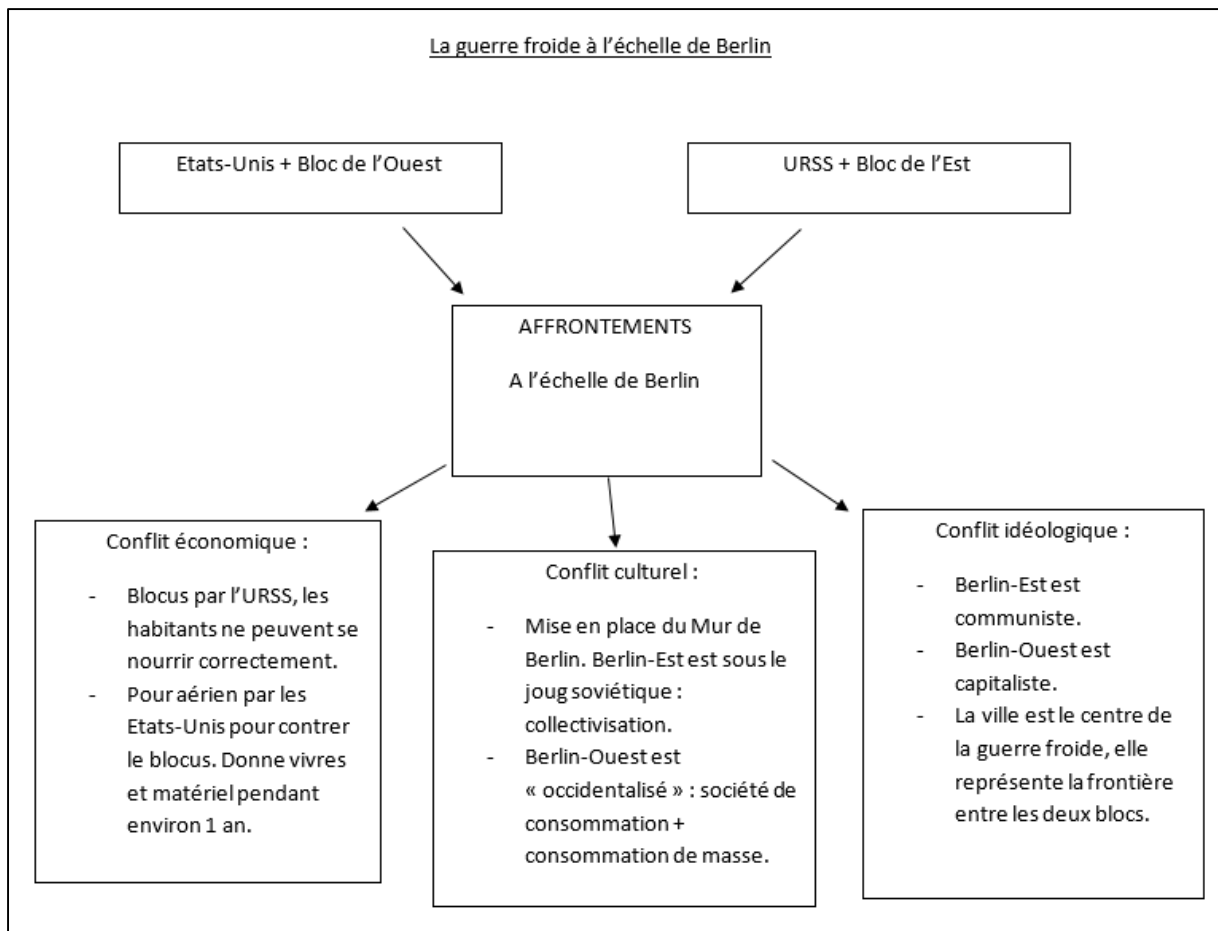 La guerre froide à l’échelle de Berlin
Etats-Unis + Bloc de l’Ouest
URSS + Bloc de l’Est
AFFRONTEMENTS
A l’échelle de Berlin
Conflit économique :
- Blocus par l’URSS, les
habitants ne peuvent se
nourrir correctement.
- Pour aérien par les
Etats-Unis pour contrer
le blocus. Donne vivres
et matériel pendant
environ 1 an.
Conflit culturel :
- Mise en place du Mur de
Berlin. Berlin-Est est sous le
joug soviétique :
collectivisation.
- Berlin-Ouest est
« occidentalisé » : société de
consommation +
consommation de masse.
Conflit idéologique :
- Berlin-Est est
communiste.
- Berlin-Ouest est
capitaliste.
- La ville est le centre de
la guerre froide, elle
représente la frontière
entre les deux blocs.